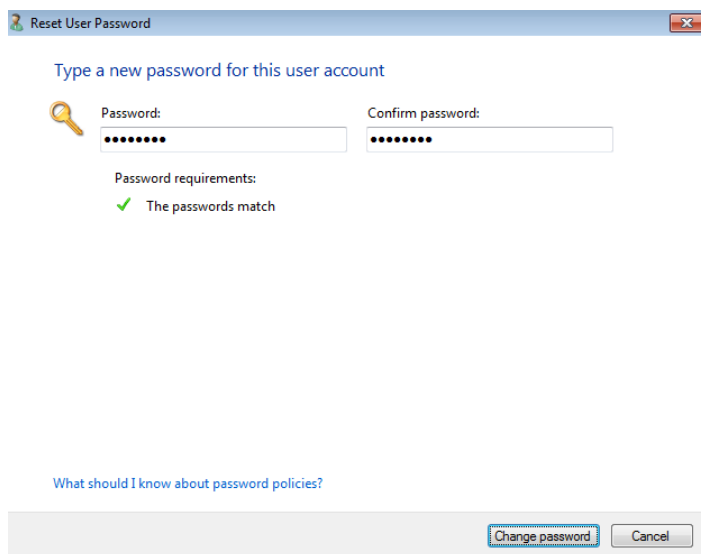 Reset User Password
Type a new password for this user account
Password:
Confirm password:
••••••••
••••••••
Password requirements:
The passwords match
What should I know about password policies?
Change password
Cancel